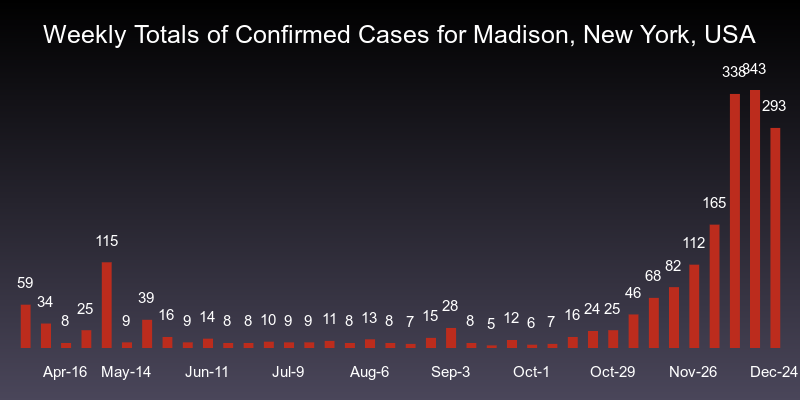 Weekly Totals of Confirmed Cases for Madison, New York, USA
59 34 8 25 115 9 39 16 9 14 8 8 10 9 9 11 8 13 8 7 15 28 8 5 12 6 7 16 24 25 46 68 82 112 165 338 343 293
Apr-16 May-14 Jun-11 Jul-9 Aug-6 Sep-3 Oct-1 Oct-29 Nov-26 Dec-24